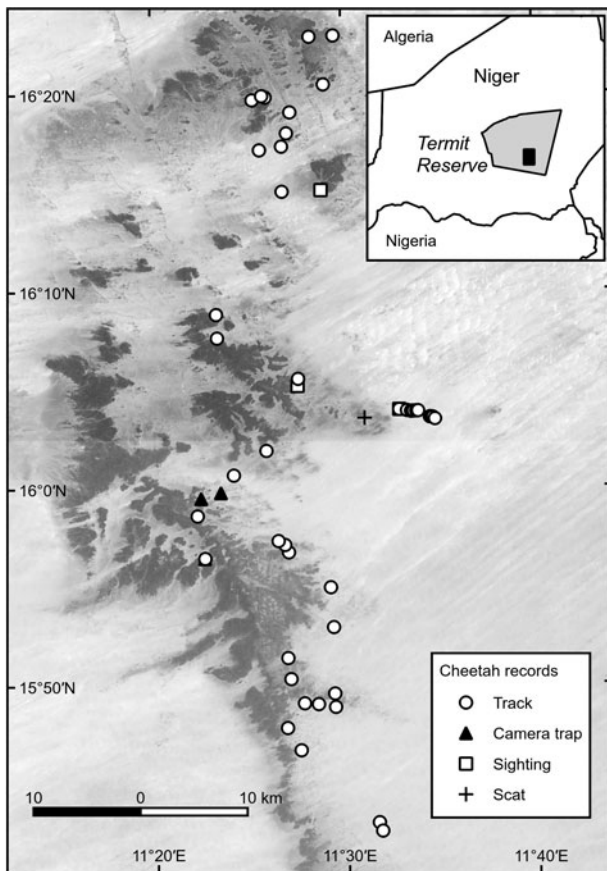 Algeria
Niger
Termit
Reserve
Nigeria
16°20'N
16°10'N
16°0'N
15°50'N
Cheetah records
Track
Camera trap
Sighting
Scat
10 0 10 km
11°20'E 11°30'E 11°40'E